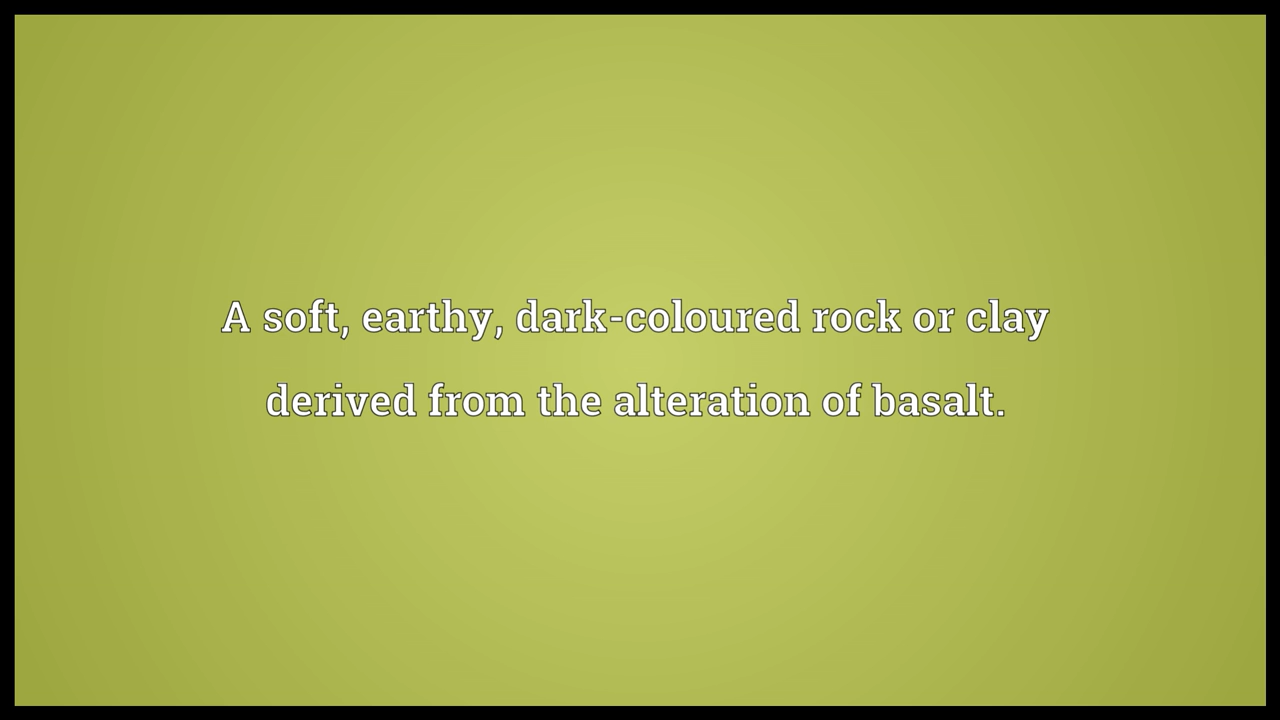 A soft, earthy, dark-coloured rock or clay
derived from the alteration of basalt.